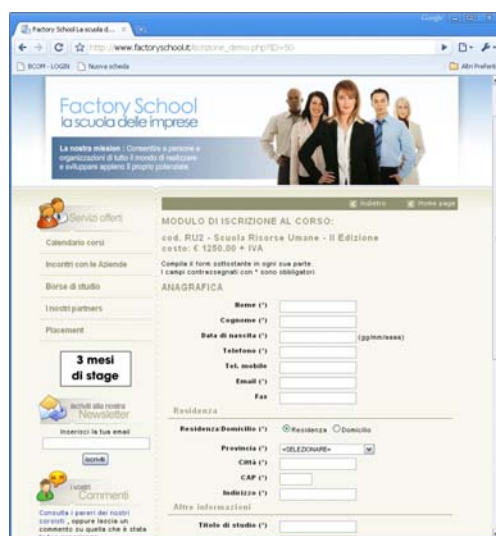 Factory School La scuola d...
Google
http://www.factoryschool.it/iscrizione_demo.php?ID=50
BCOM - LOGIN
Nuova scheda
Altri Preferiti
Factory School
la scuola delle imprese
La nostra mission : Consentire a persone e
organizzazioni di tutto il mondo di realizzare
e sviluppare appieno il proprio
potenziale.
Indietro
Home page
Servizi offerti
Calendario corsi
Incontri con le Aziende
Borse di studio
I nostri partners
Placement
3 mesi
di stage
iscriviti alla nostra
Newsletter
Inserisci la tua email
iscriviti
I vostri
Commenti
Consulta i pareri dei nostri
corsisti , oppure lascia un
commento su quella che è stata
MODULO DI ISCRIZIONE AL CORSO:
cod. RU2 - Scuola Risorse Umane - II Edizione
costo: € 1250,00 + IVA
Compila il form sottostante in ogni sua parte.
I campi contrassegnati con * sono obbligatori
ANAGRAFICA
Nome (*)
Cognome (*)
Data di nascita (*)
(gg/mm/aaaa)
Telefono (*)
Tel. mobile
Email (*)
Fax
Residenza
Residenza/Domicilio (*)
Residenza
Domicilio
Provincia (*)
=SELEZIONARE=
Città (*)
CAP (*)
Indirizzo (*)
Altre informazioni
Titolo di studio (*)